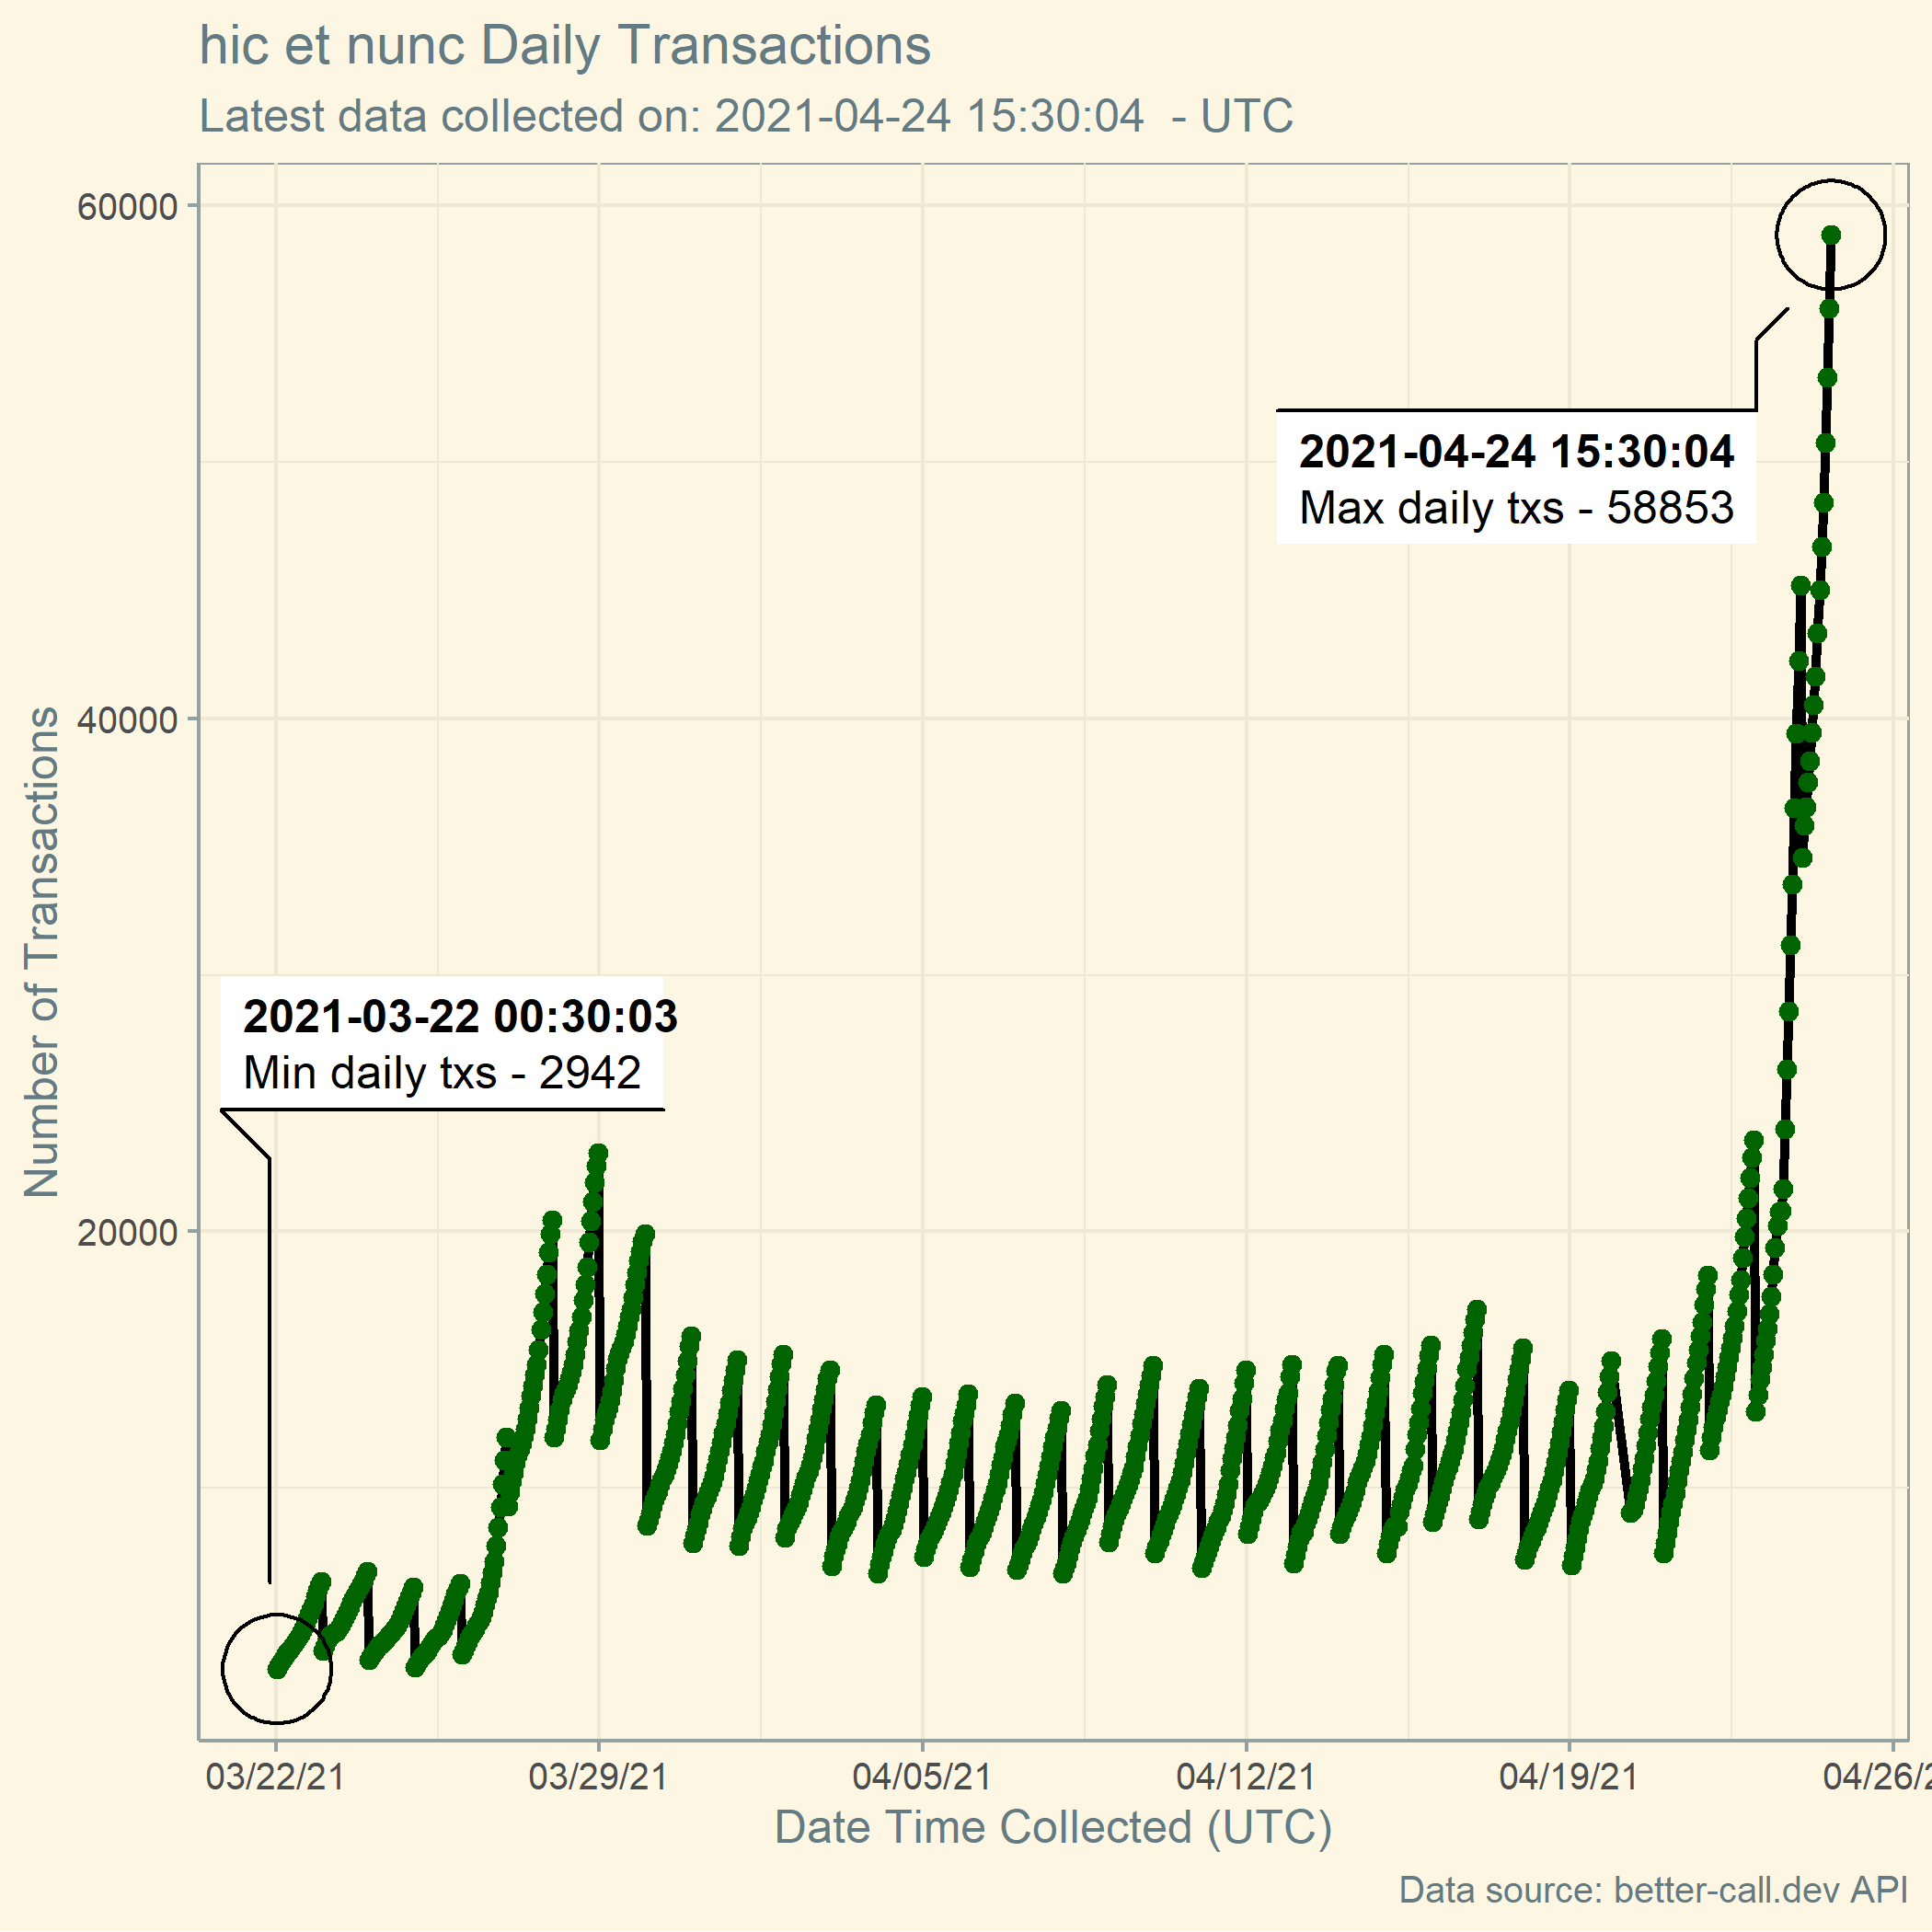 hic et nunc Daily Transactions
Latest data collected on: 2021-04-24 15:30:04 - UTC
60000
40000
20000
Number of Transactions
2021-04-24 15:30:04
Max daily txs - 58853
2021-03-22 00:30:03
Min daily txs - 2942
03/22/21
03/29/21
04/05/21
04/12/21
04/19/21
04/26/2
Date Time Collected (UTC)
Data source: better-call.dev API